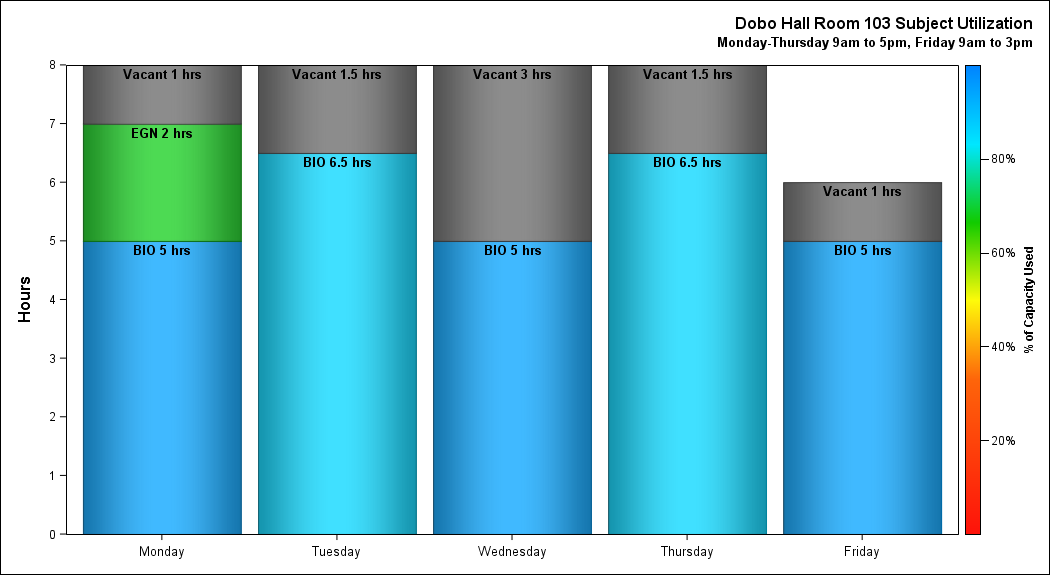 Dobo Hall Room 103 Subject Utilization
Monday-Thursday 9am to 5pm, Friday 9am to 3pm
8
7
6
5
4
3
2
1
0
Hours
Vacant 1 hrs
EGN 2 hrs
BIO 5 hrs
Vacant 1.5 hrs
BIO 6.5 hrs
Vacant 3 hrs
BIO 5 hrs
Vacant 1.5 hrs
BIO 6.5 hrs
Vacant 1 hrs
BIO 5 hrs
Monday
Tuesday
Wednesday
Thursday
Friday
80%
60%
40%
20%
% of Capacity Used